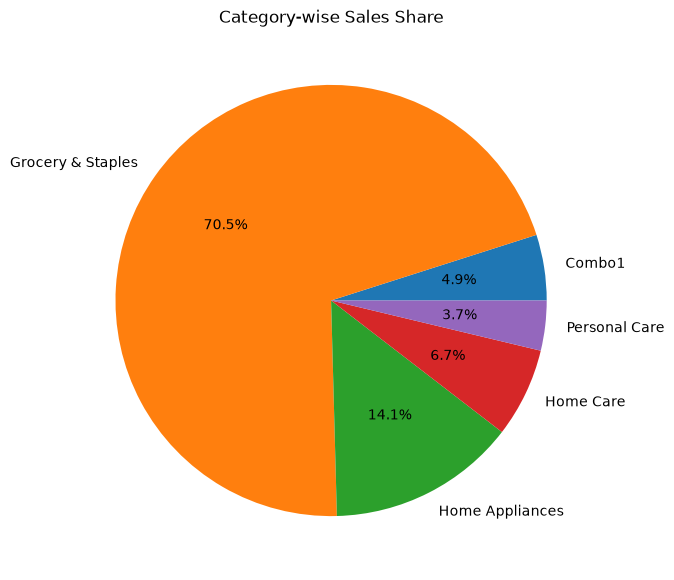 Category-wise Sales Share
Grocery & Staples
70.5%
Combo1
4.9%
3.7%
Personal Care
6.7%
Home Care
14.1%
Home Appliances